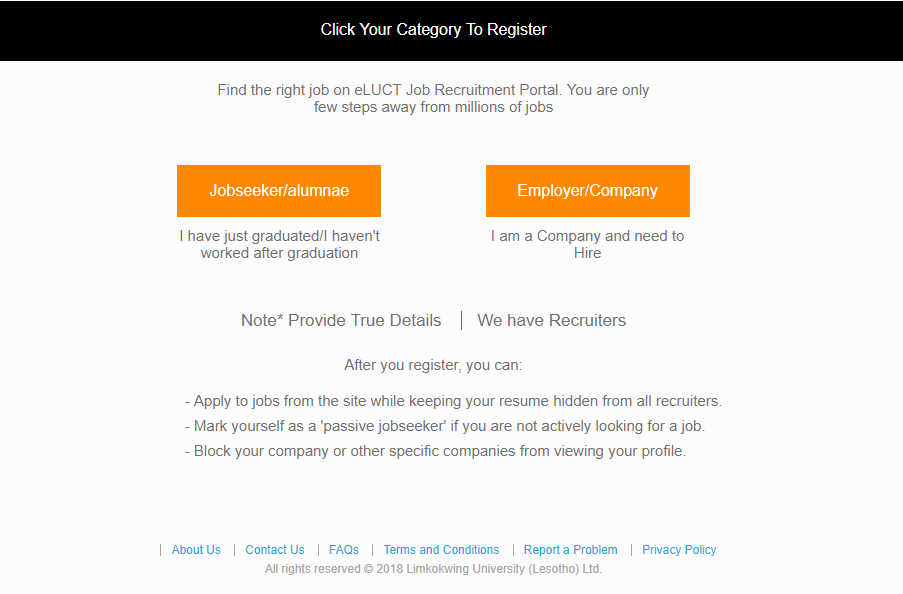 Click Your Category To Register
Find the right job on eLUCT Job Recruitment Portal. You are only
few steps away from millions of jobs
Jobseeker/alumnae
Employer/Company
I have just graduated/I haven't
worked after graduation
I am a Company and need to
Hire
Note* Provide True Details | We have Recruiters
After you register, you can:
- Apply to jobs from the site while keeping your resume hidden from all recruiters.
- Mark yourself as a 'passive jobseeker' if you are not actively looking for a job.
- Block your company or other specific companies from viewing your profile.
| About Us | Contact Us | FAQs | Terms and Conditions | Report a Problem | Privacy Policy
All rights reserved © 2018 Limkokwing University (Lesotho) Ltd.